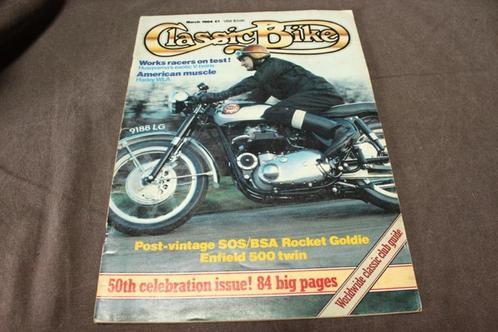 March 1984 £1
Classic Bike
Works racers on test!
Husqvarna's exotic V-twins
American muscle
Harley WLA
9188 LG
Post-vintage SOS/BSA Rocket Goldie
Enfield 500 twin
50th celebration issue! 84 big pages
Worldwide classic club guide